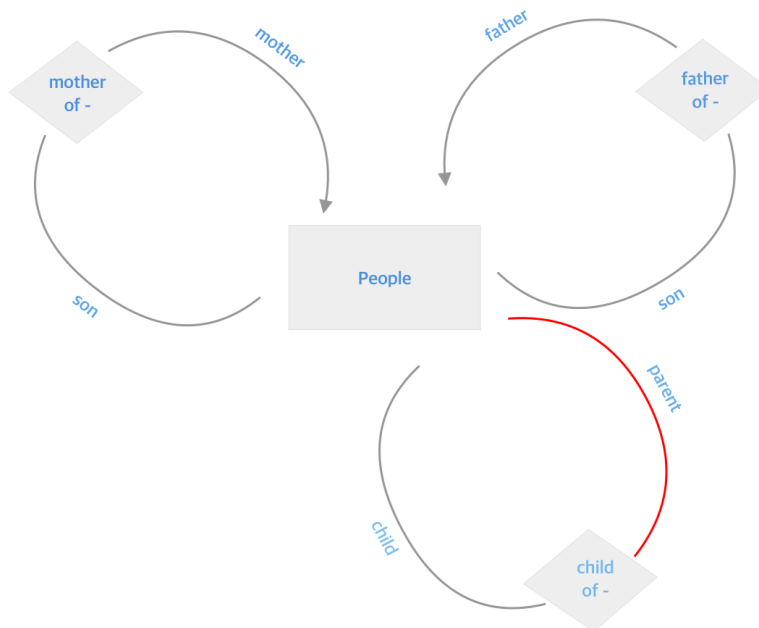 mother
father
mother
of -
father
of -
People
son
son
parent
child
child
of -